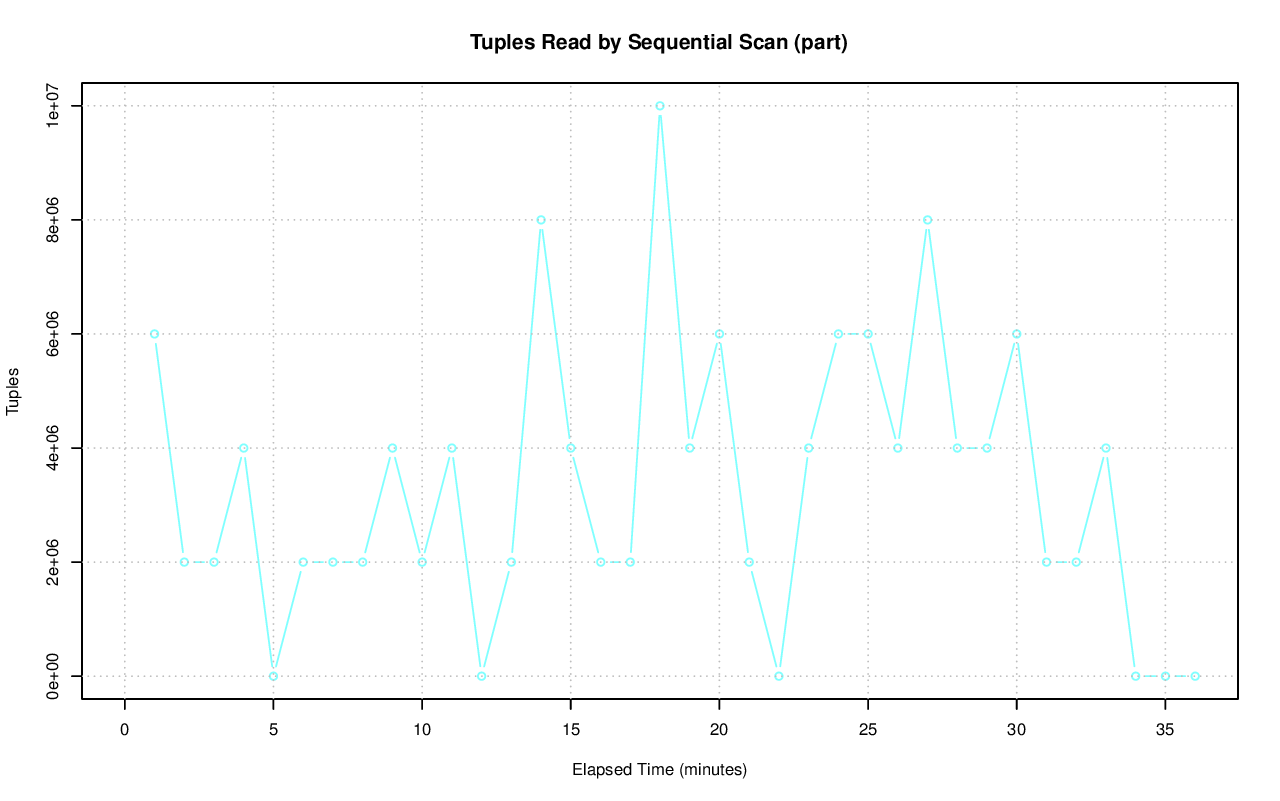 Tuples Read by Sequential Scan (part)
1e+07
8e+06
6e+06
4e+06
2e+06
0e+00
Tuples
0 5 10 15 20 25 30 35
Elapsed Time (minutes)